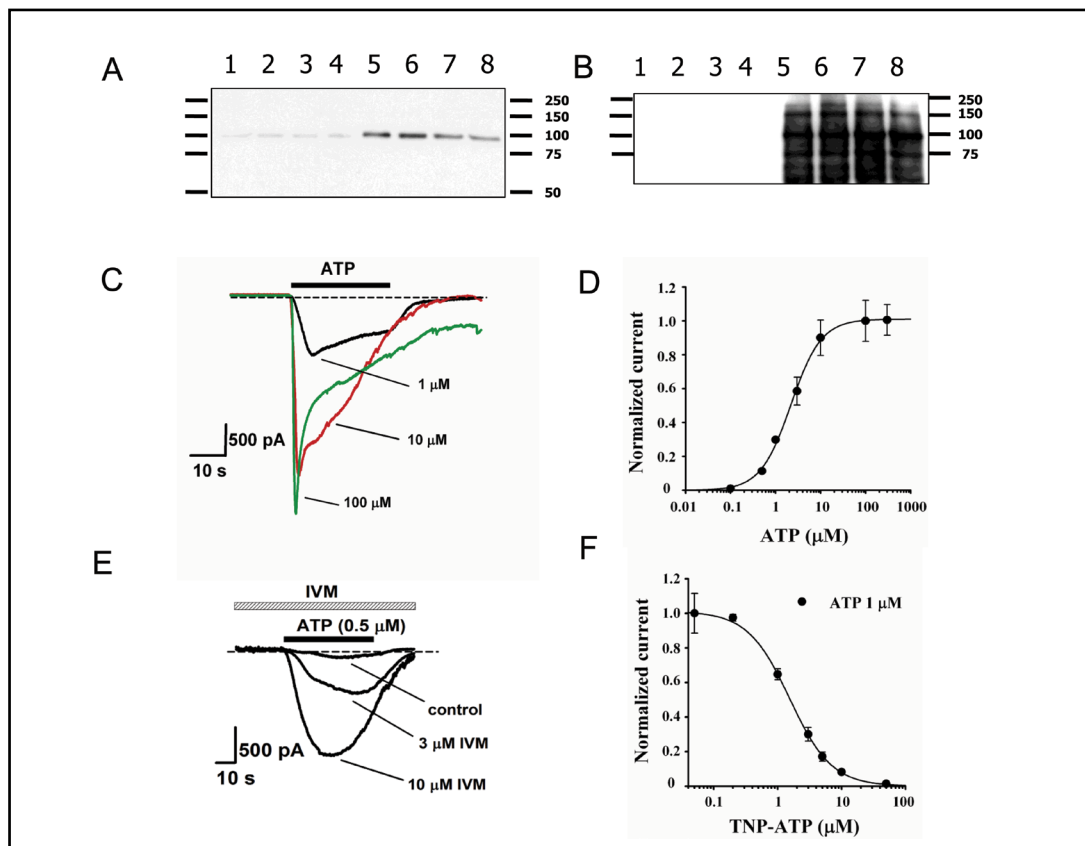 A
1 2 3 4 5 6 7 8
250
150
100
75
50
B
1 2 3 4 5 6 7 8
250
150
100
75
C
ATP
1 μM
10 μM
100 μM
500 pA
10 s
D
Normalized current
1.2
1.0
0.8
0.6
0.4
0.2
0
0.01 0.1 1 10 100 1000
ATP (μM)
E
IVM
ATP (0.5 μM)
control
3 μM IVM
10 μM IVM
500 pA
10 s
F
Normalized current
1.2
1.0
0.8
0.6
0.4
0.2
0.0
ATP 1 μM
0.1 1 10 100
TNP-ATP (μM)